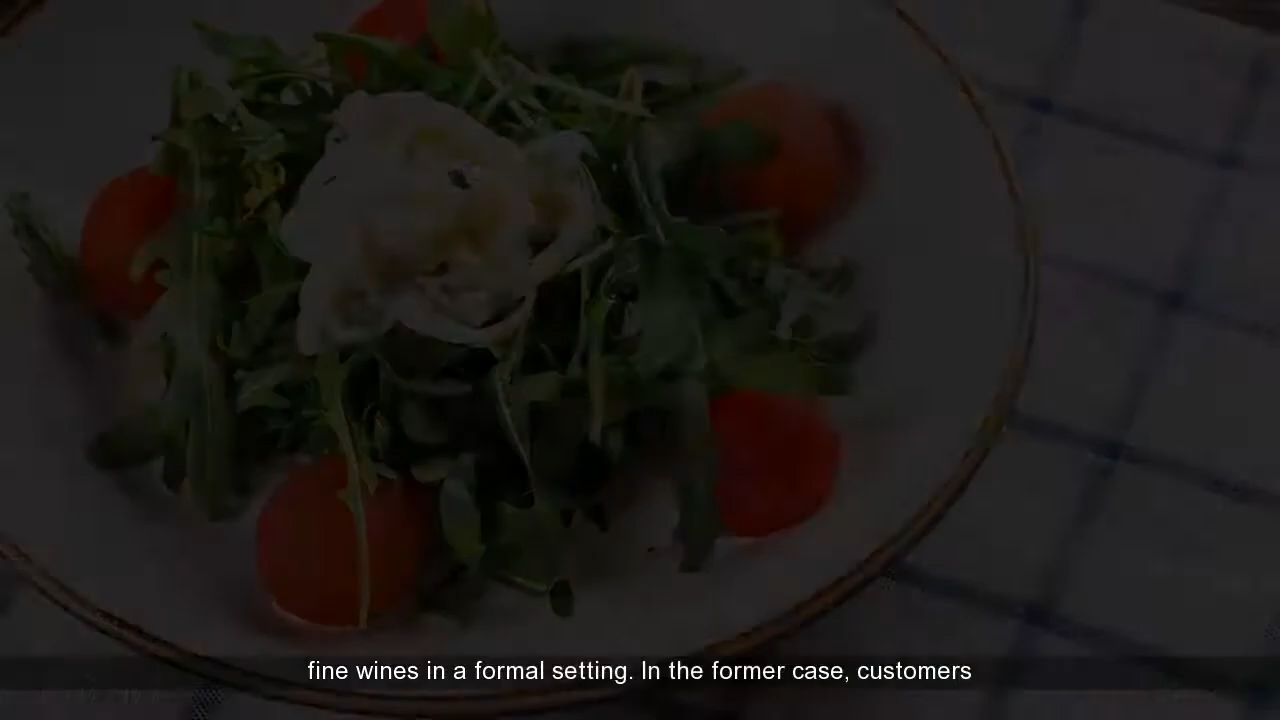 fine wines in a formal setting. In the former case, customers